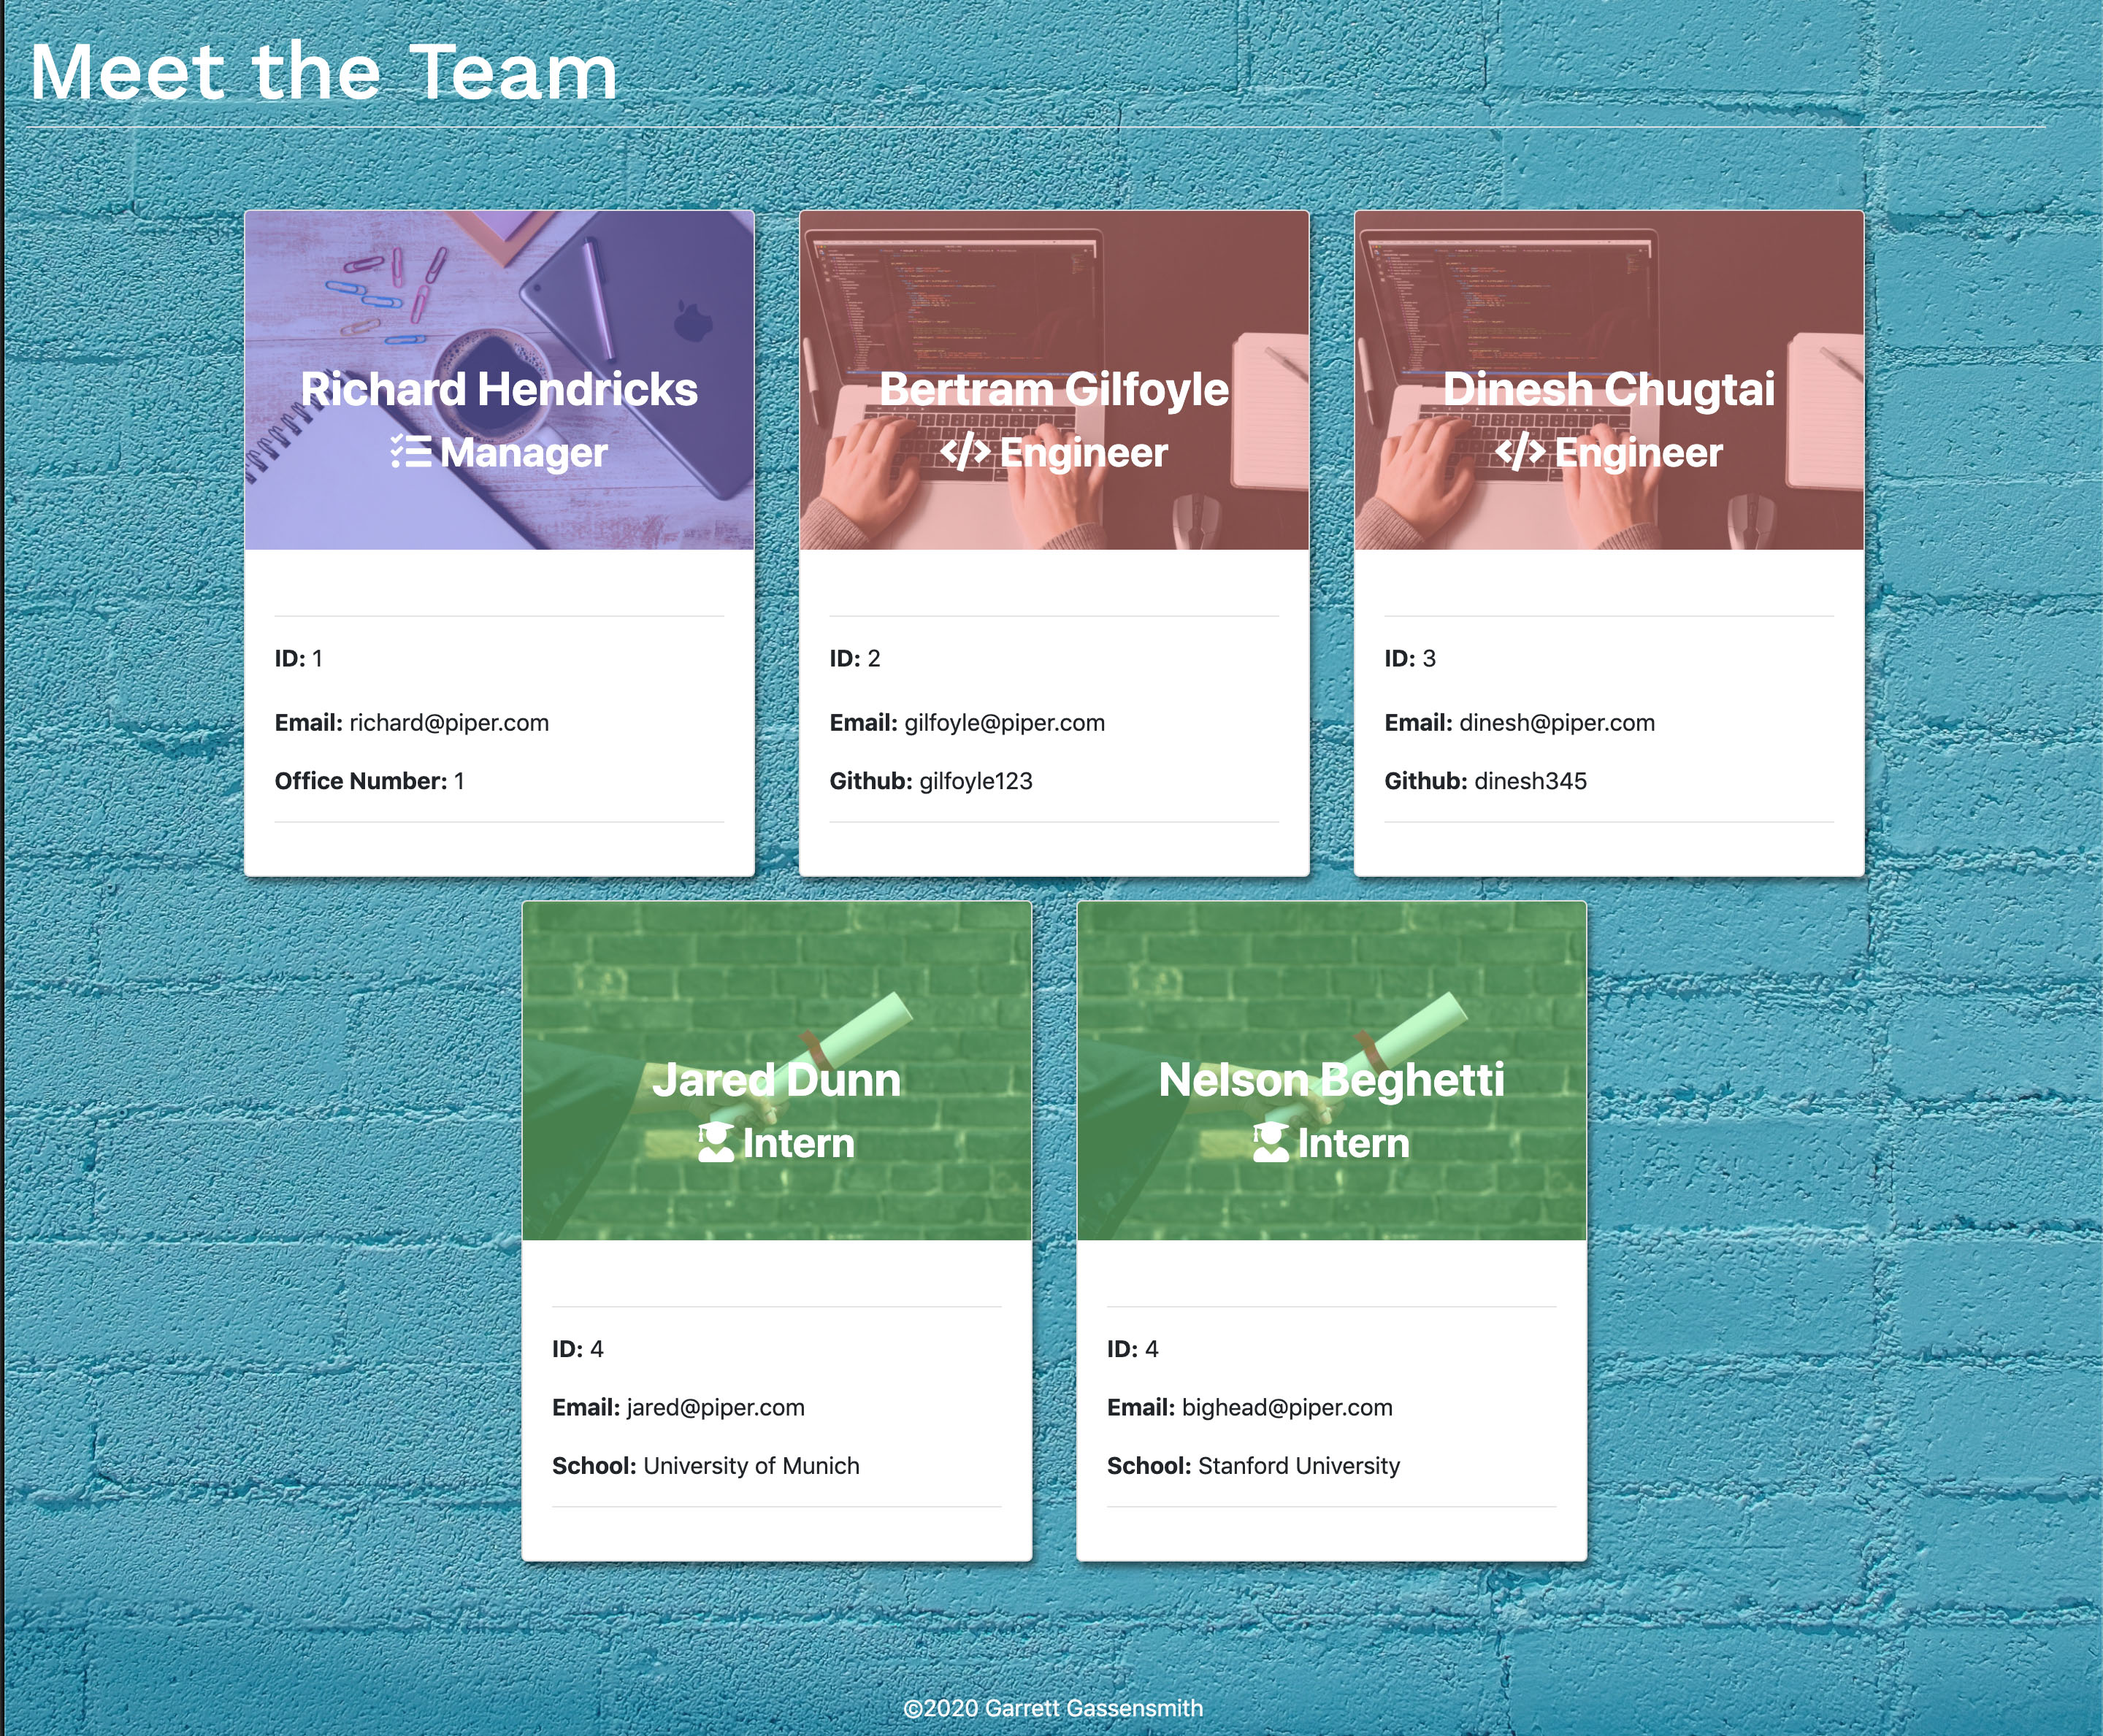 Meet the Team
Richard Hendricks
Manager
ID: 1
Email: richard@piper.com
Office Number: 1
Bertram Gilfoyle
Engineer
ID: 2
Email: gilfoyle@piper.com
Github: gilfoyle123
Dinesh Chugtai
Engineer
ID: 3
Email: dinesh@piper.com
Github: dinesh345
Jared Dunn
Intern
ID: 4
Email: jared@piper.com
School: University of Munich
Nelson Beghetti
Intern
ID: 4
Email: bighead@piper.com
School: Stanford University
©2020 Garrett Gassensmith